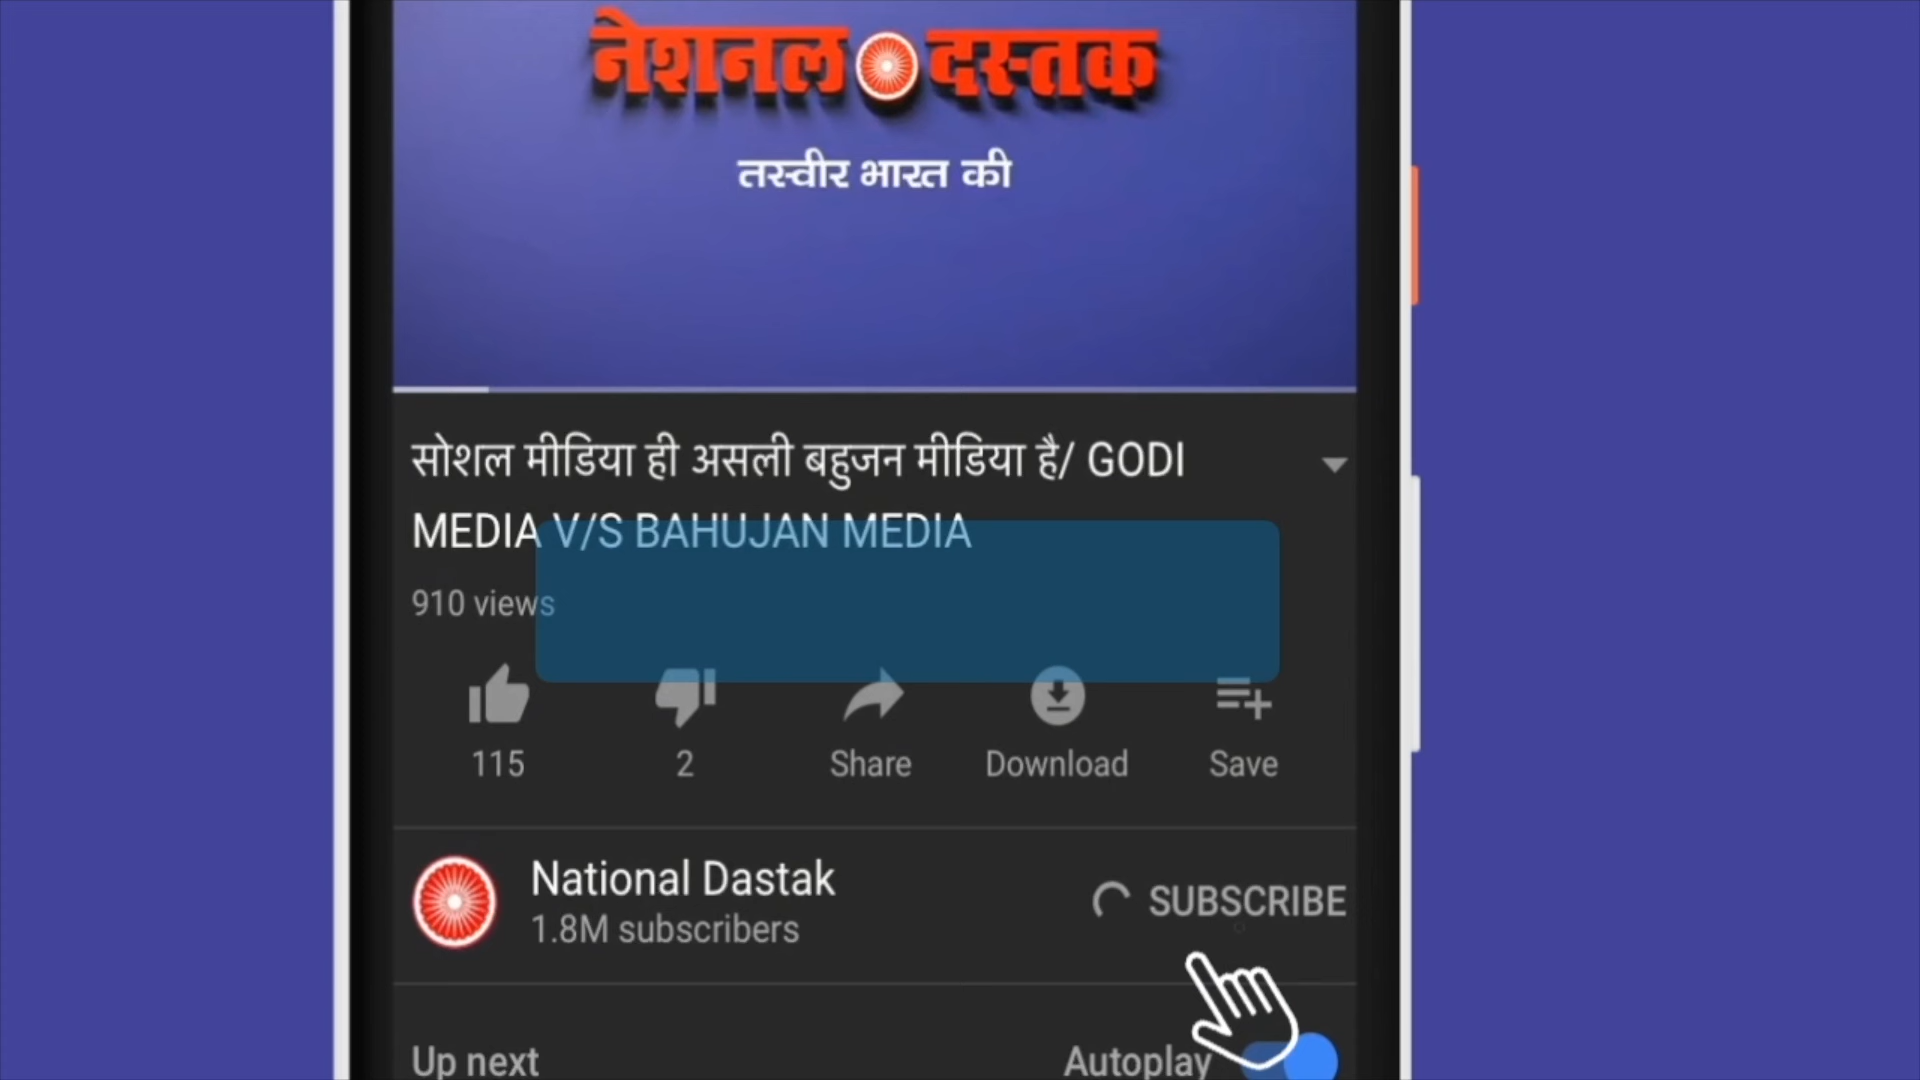 नेशनल दस्तक
तस्वीर भारत की
सोशल मीडिया ही असली बहुजन मीडिया है/ GODI
MEDIA V/S BAHUJAN MEDIA
910 views
115 2 Share Download Save
National Dastak
1.8M subscribers
SUBSCRIBE
Up next Autoplay